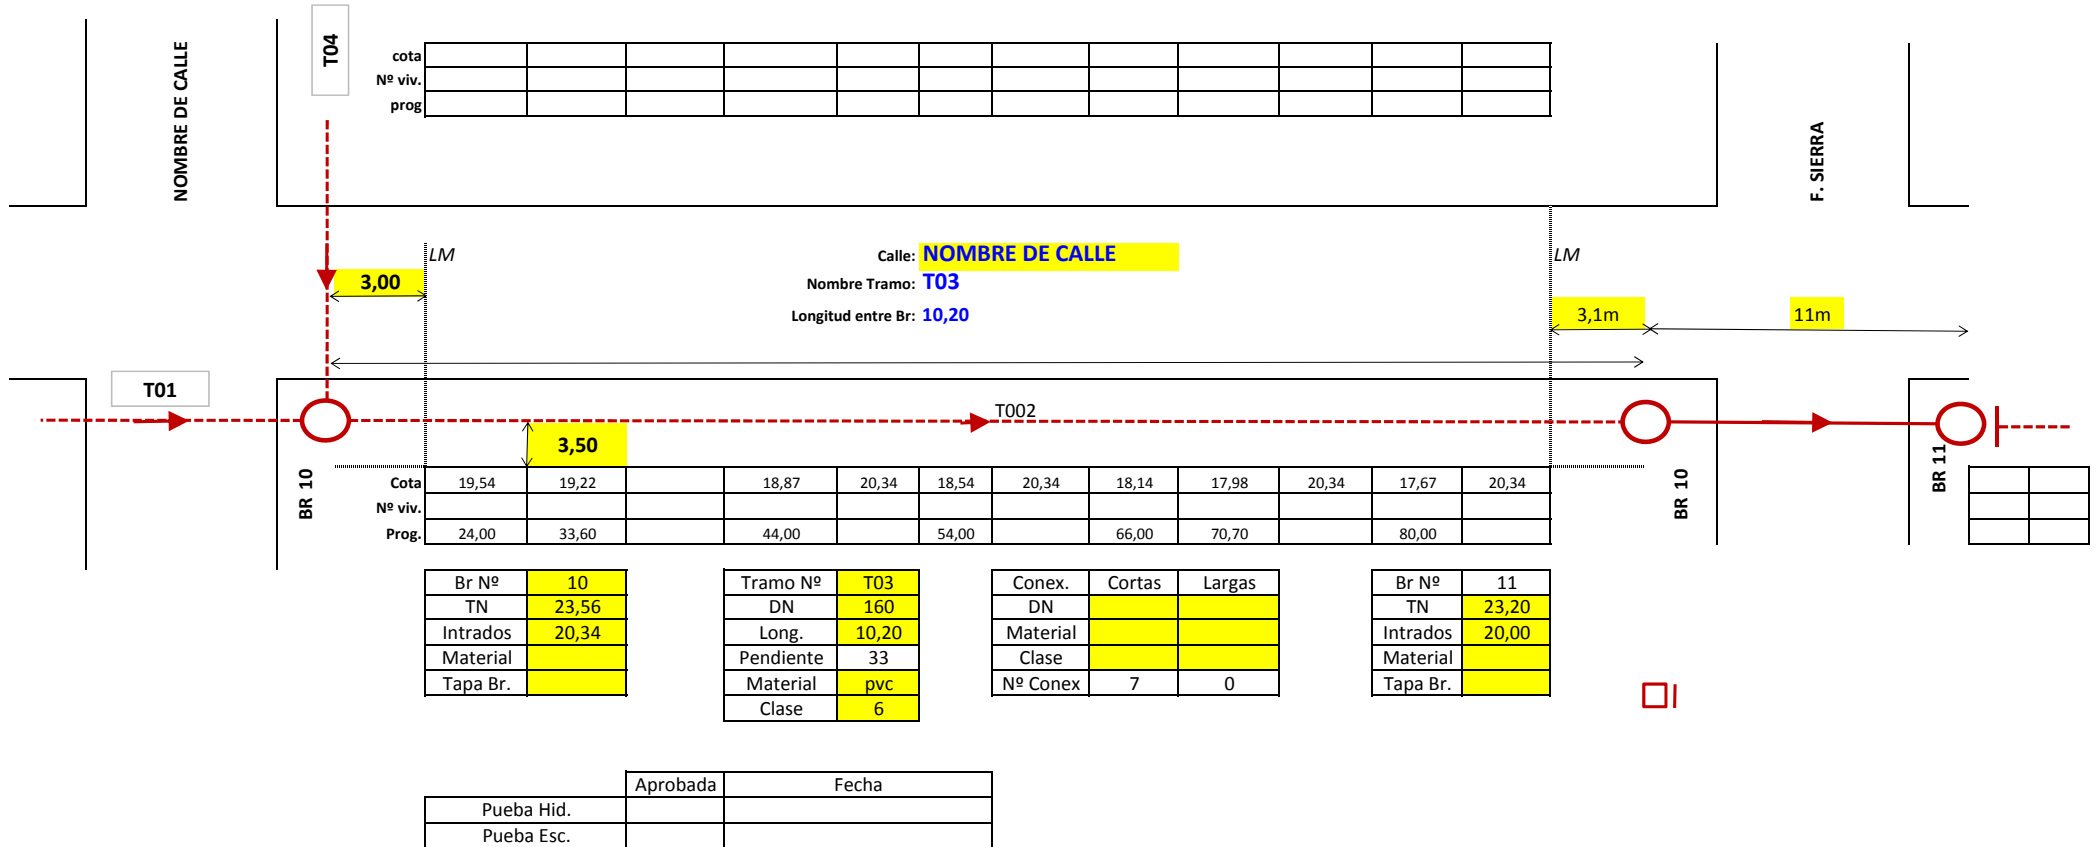 NOMBRE DE CALLE
T04
cota
Nº viv.
prog
F. SIERRA
LM
Calle: NOMBRE DE CALLE
LM
3,00
Nombre Tramo: T03
Longitud entre Br: 10,20
3,1m 11m
T01
T002
3,50
BR 10
BR 10
BR 11
Cota 19,54 19,22 18,87 20,34 18,54 20,34 18,14 17,98 20,34 17,67 20,34
Nº viv.
Prog. 24,00 33,60 44,00 54,00 66,00 70,70 80,00
Br Nº 10 Tramo Nº T03 Conex. Cortas Largas Br Nº 11
TN 23,56 DN 160 DN TN 23,20
Intrados 20,34 Long. 10,20 Material Intrados 20,00
Material Pendiente 33 Clase Material
Tapa Br. Material pvc Nº Conex 7 0 Tapa Br.
Clase 6
Aprobada Fecha
Pueba Hid.
Pueba Esc.